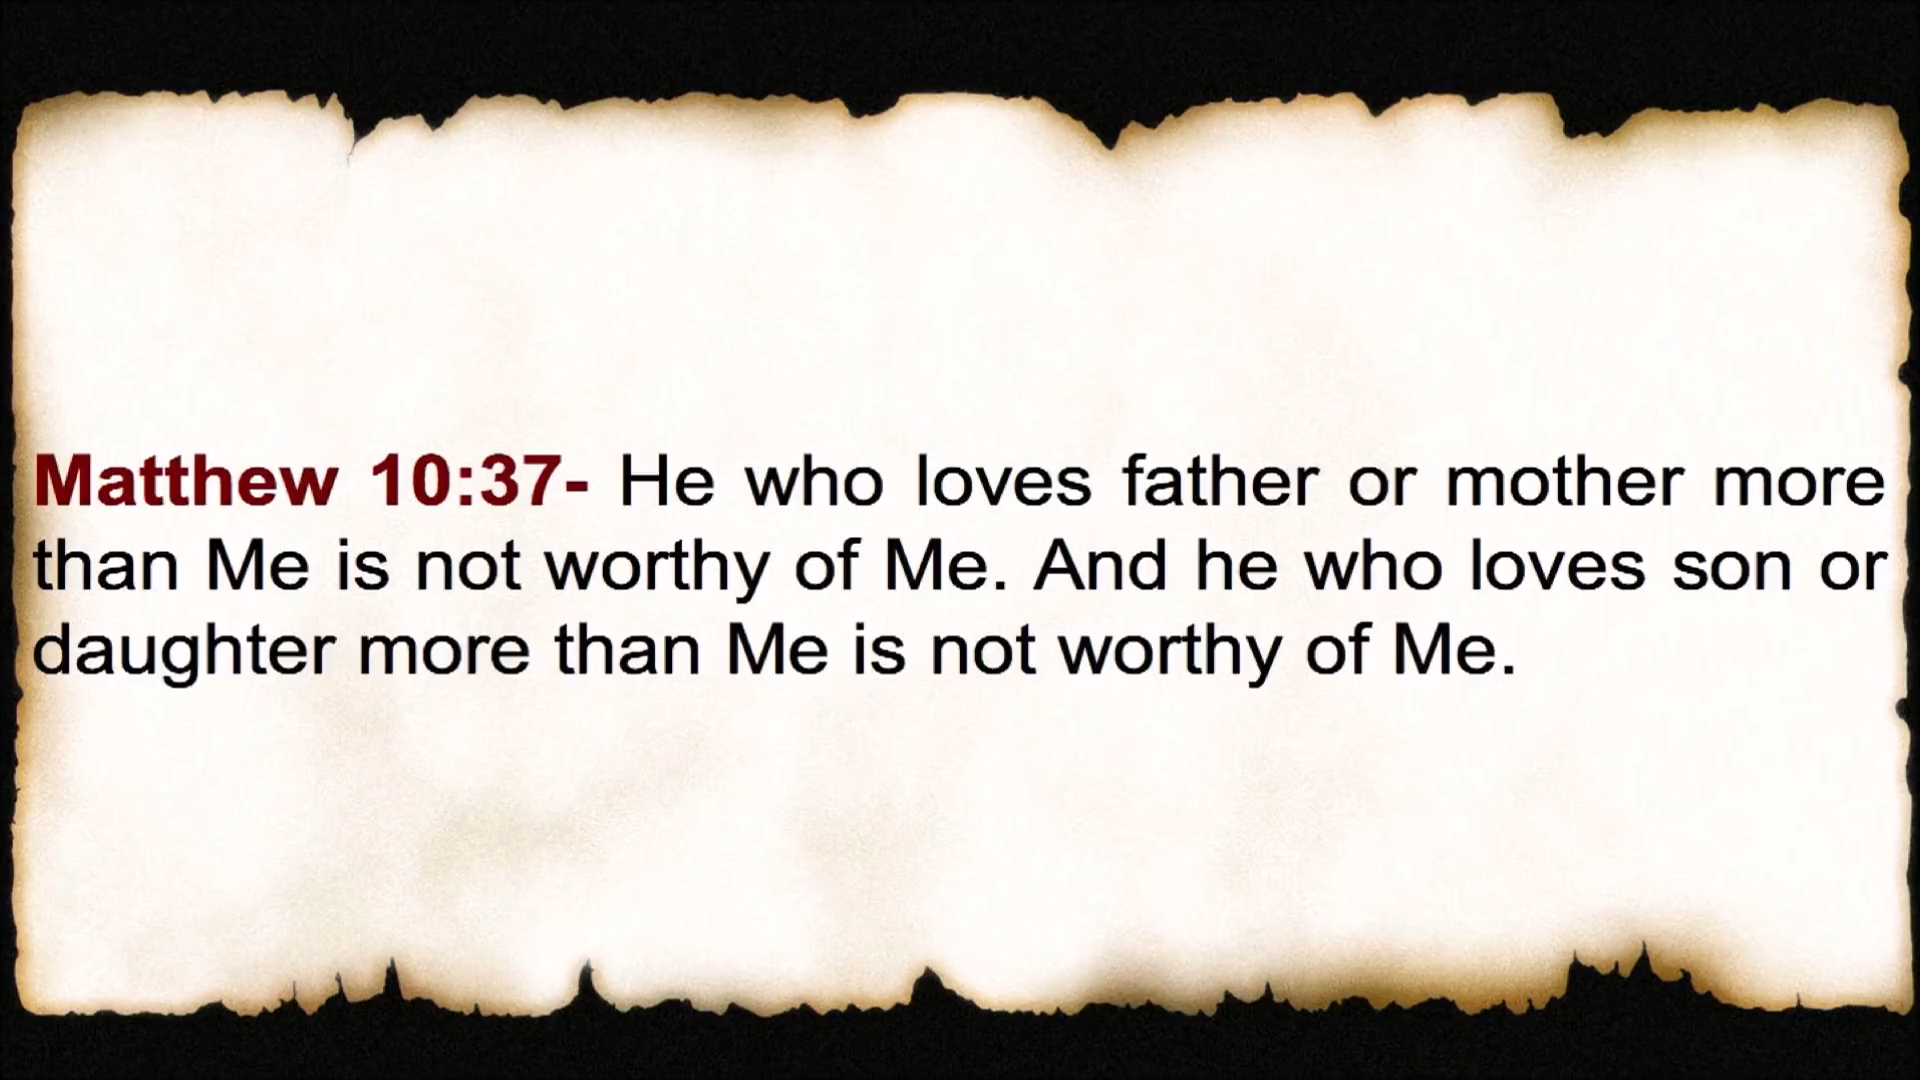 Matthew 10:37- He who loves father or mother more
than Me is not worthy of Me. And he who loves son or
daughter more than Me is not worthy of Me.